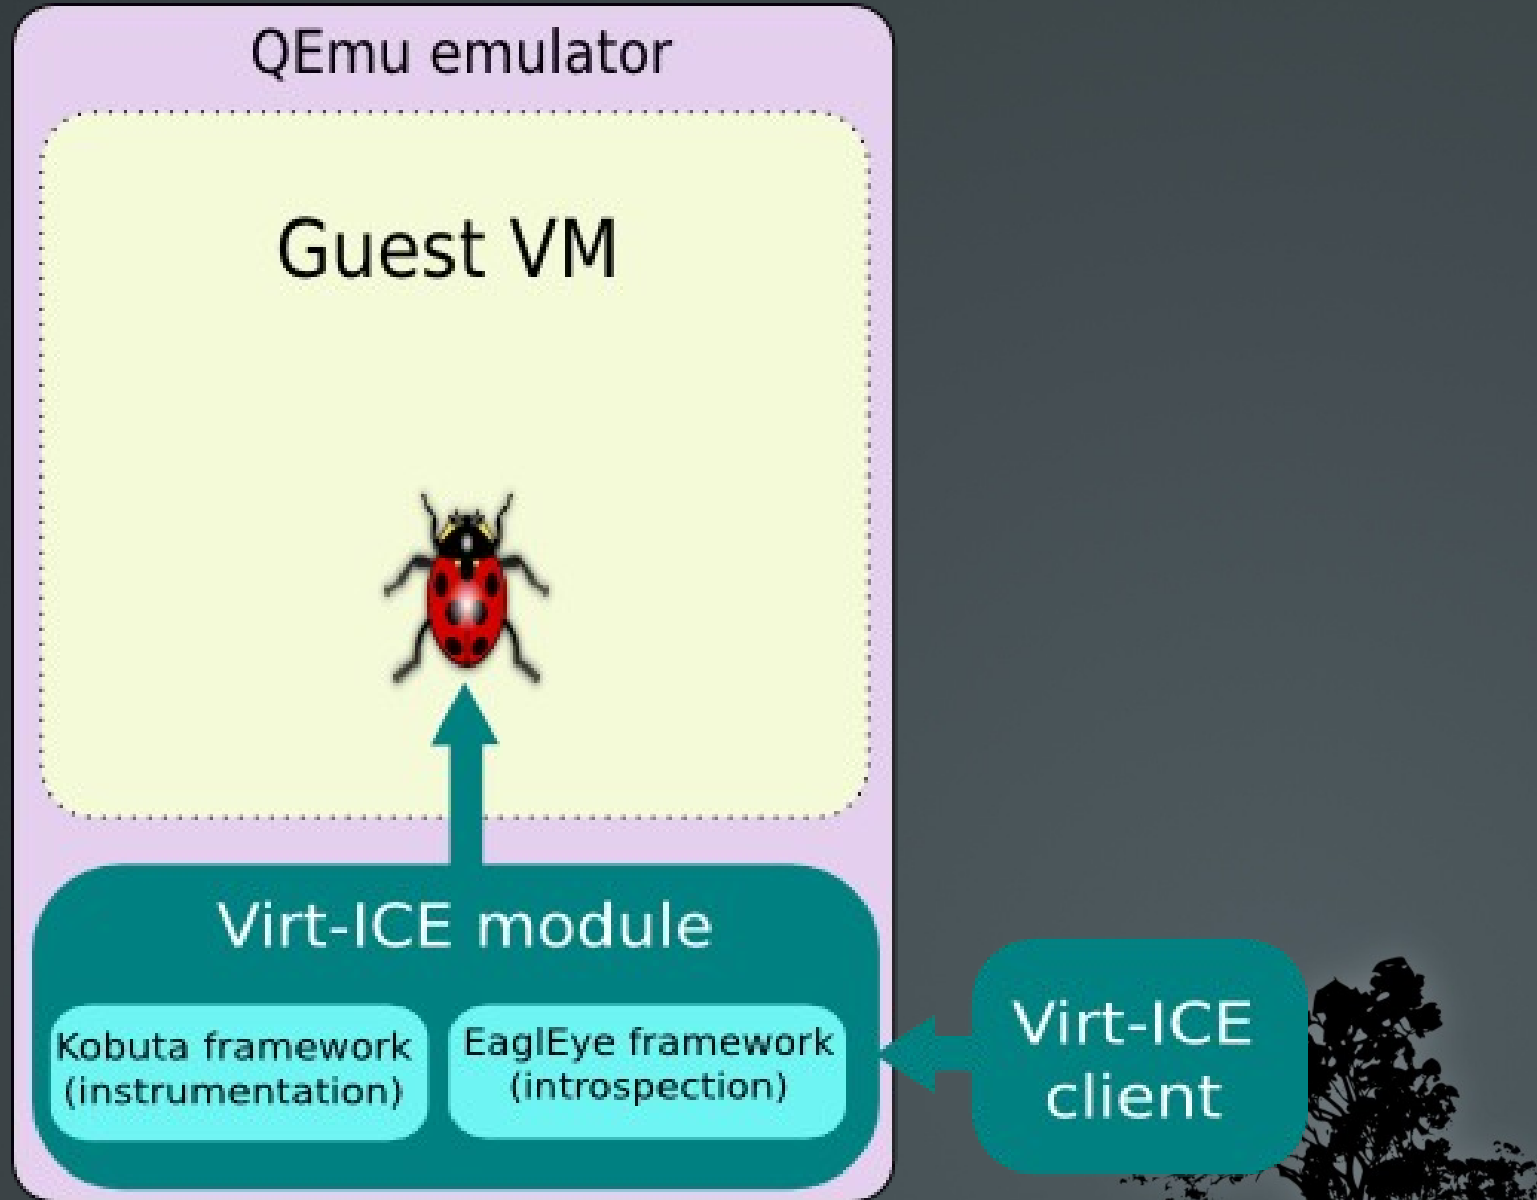 QEmu emulator
Guest VM
Virt-ICE module
Kobuta framework
(instrumentation)
EaglEye framework
(introspection)
Virt-ICE
client